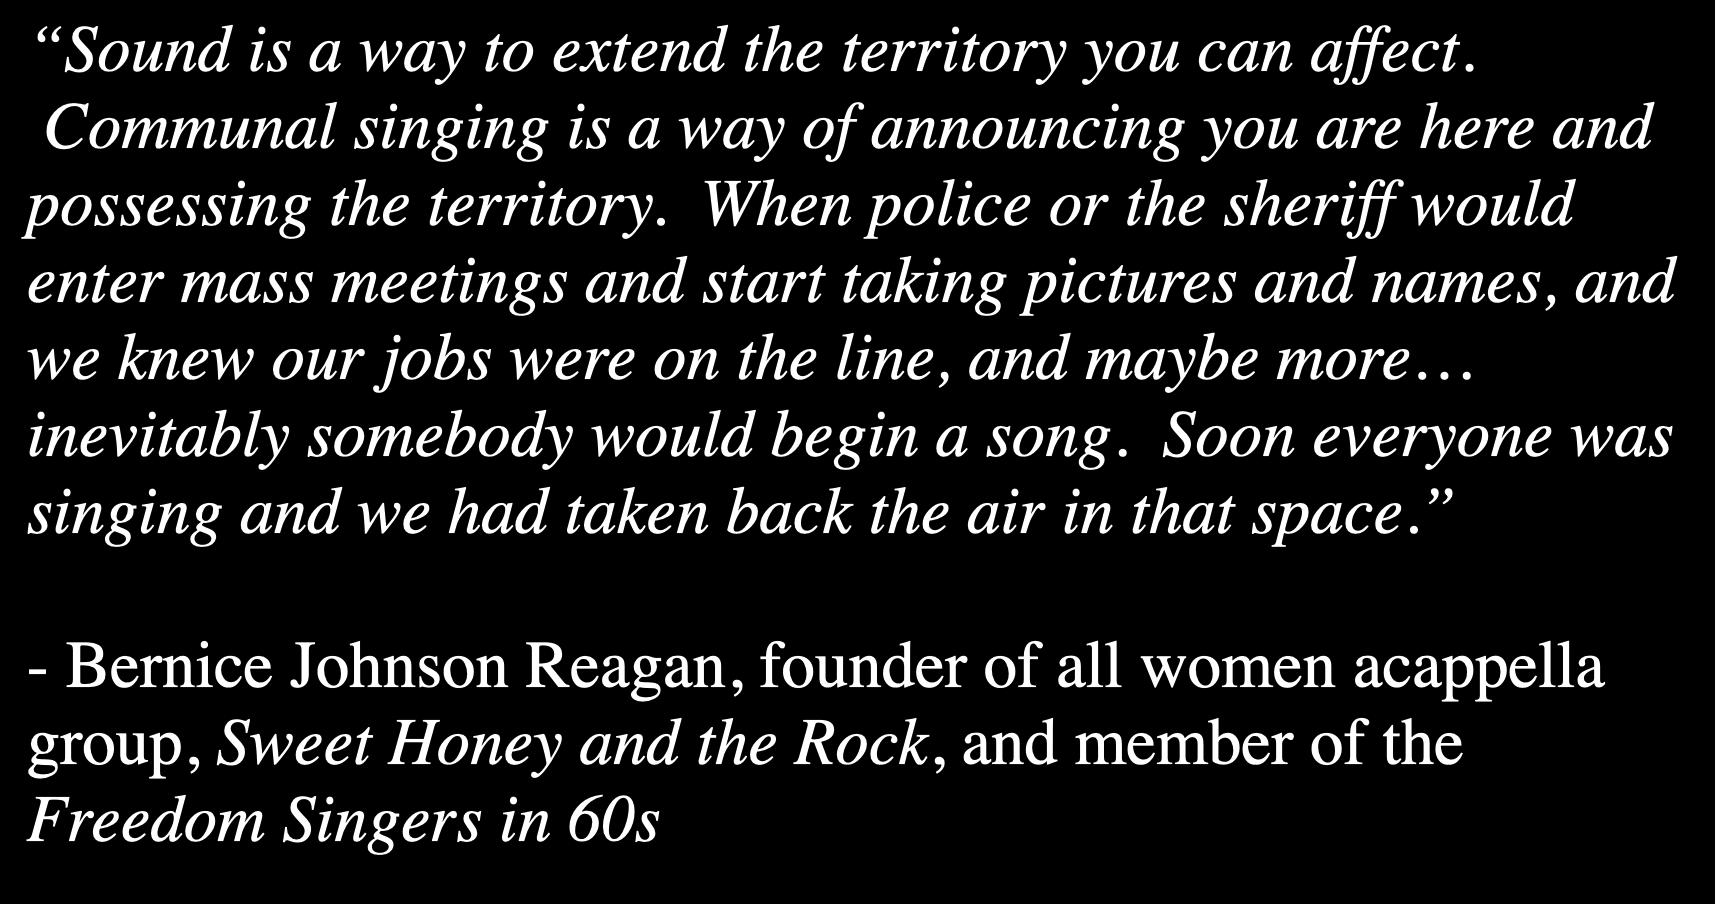 “Sound is a way to extend the territory you can affect.
Communal singing is a way of announcing you are here and
possessing the territory.  When police or the sheriff would
enter mass meetings and start taking pictures and names, and
we knew our jobs were on the line, and maybe more…
inevitably somebody would begin a song.  Soon everyone was
singing and we had taken back the air in that space.”
- Bernice Johnson Reagan, founder of all women acappella
group, Sweet Honey and the Rock, and member of the
Freedom Singers in 60s